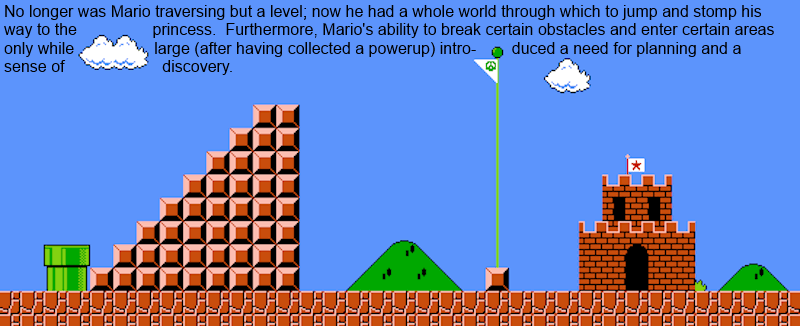 No longer was Mario traversing but a level; now he had a whole world through which to jump and stomp his
way to the princess. Furthermore, Mario's ability to break certain obstacles and enter certain areas
only while large (after having collected a powerup) intro- duced a need for planning and a
sense of discovery.